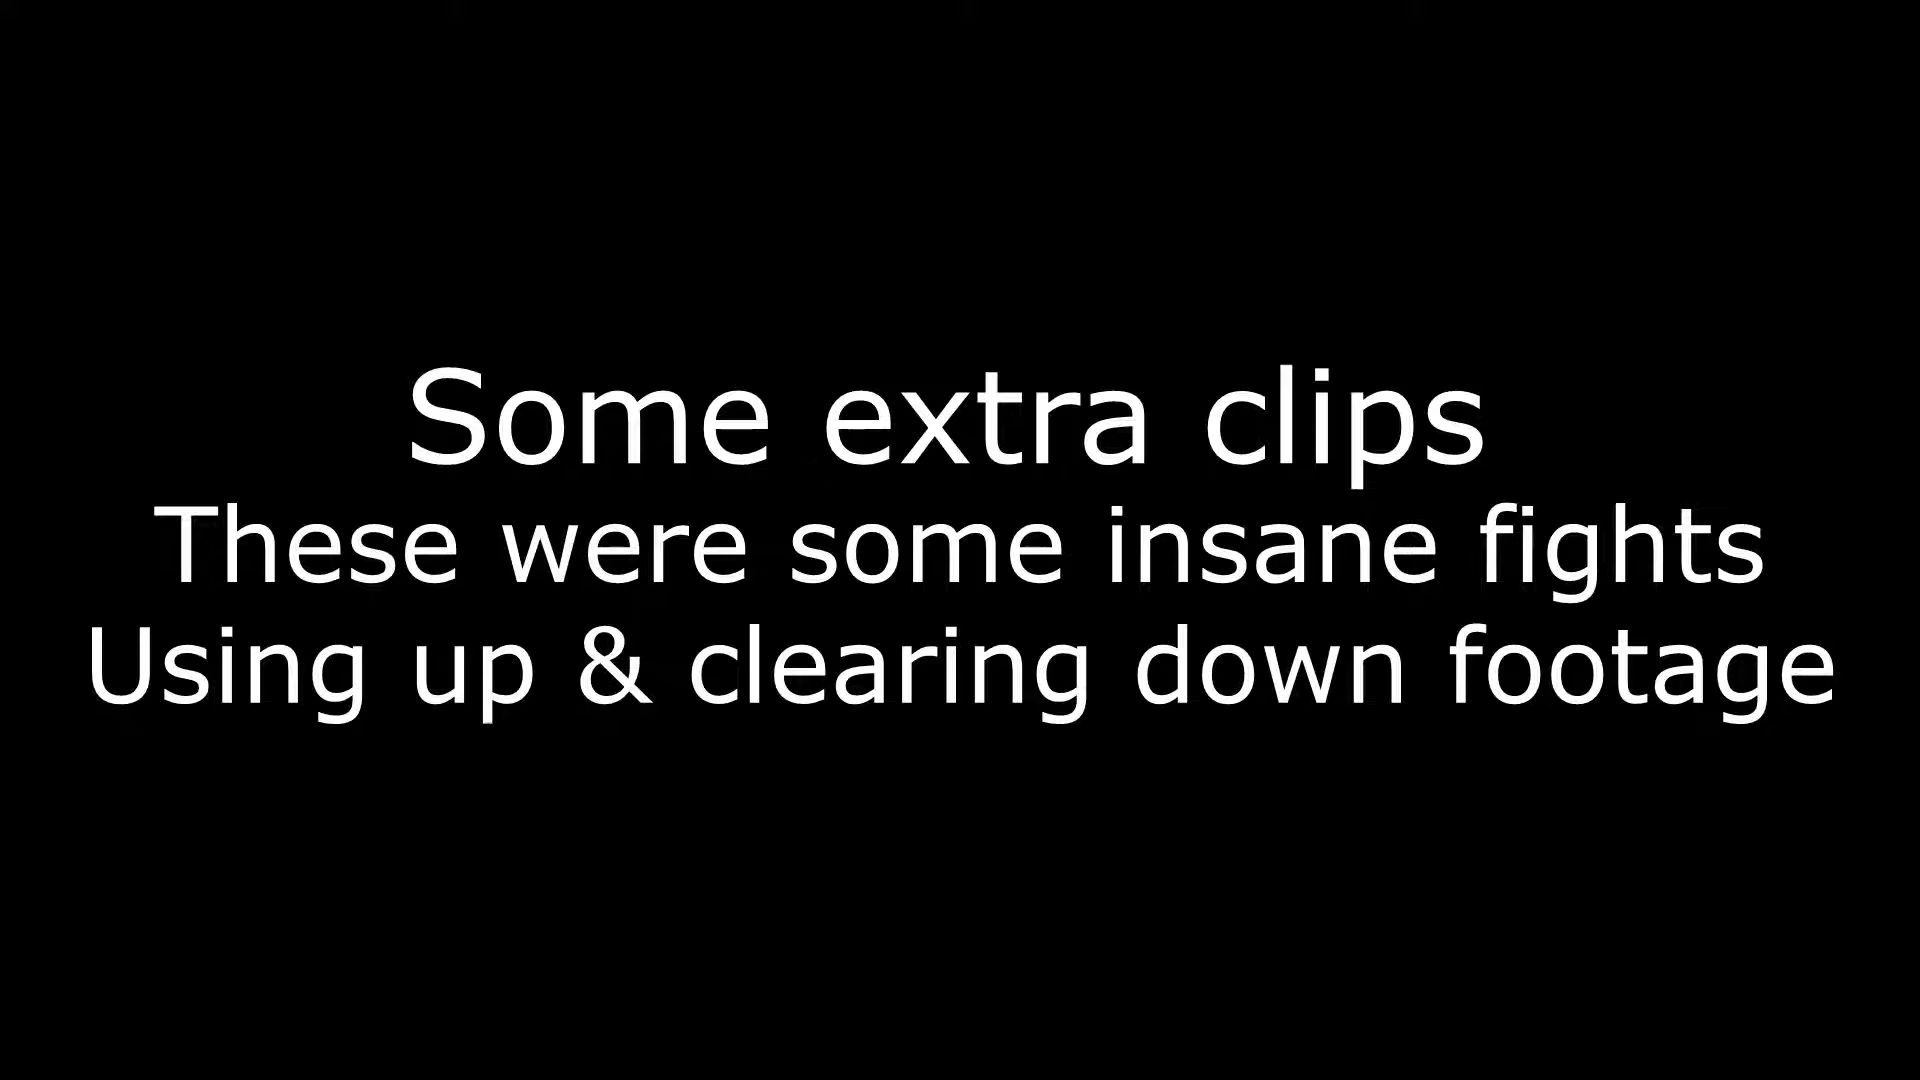 Some extra clips
These were some insane fights
Using up & clearing down footage